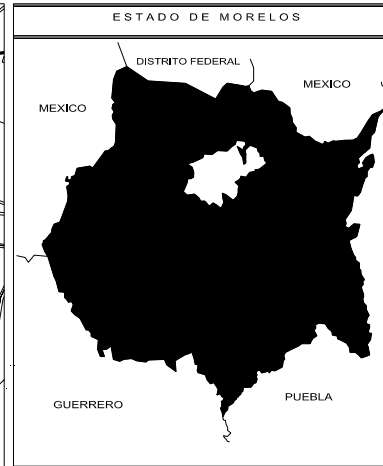 ESTADO DE MORELOS
DISTRITO FEDERAL
MEXICO
MEXICO
GUERRERO
PUEBLA